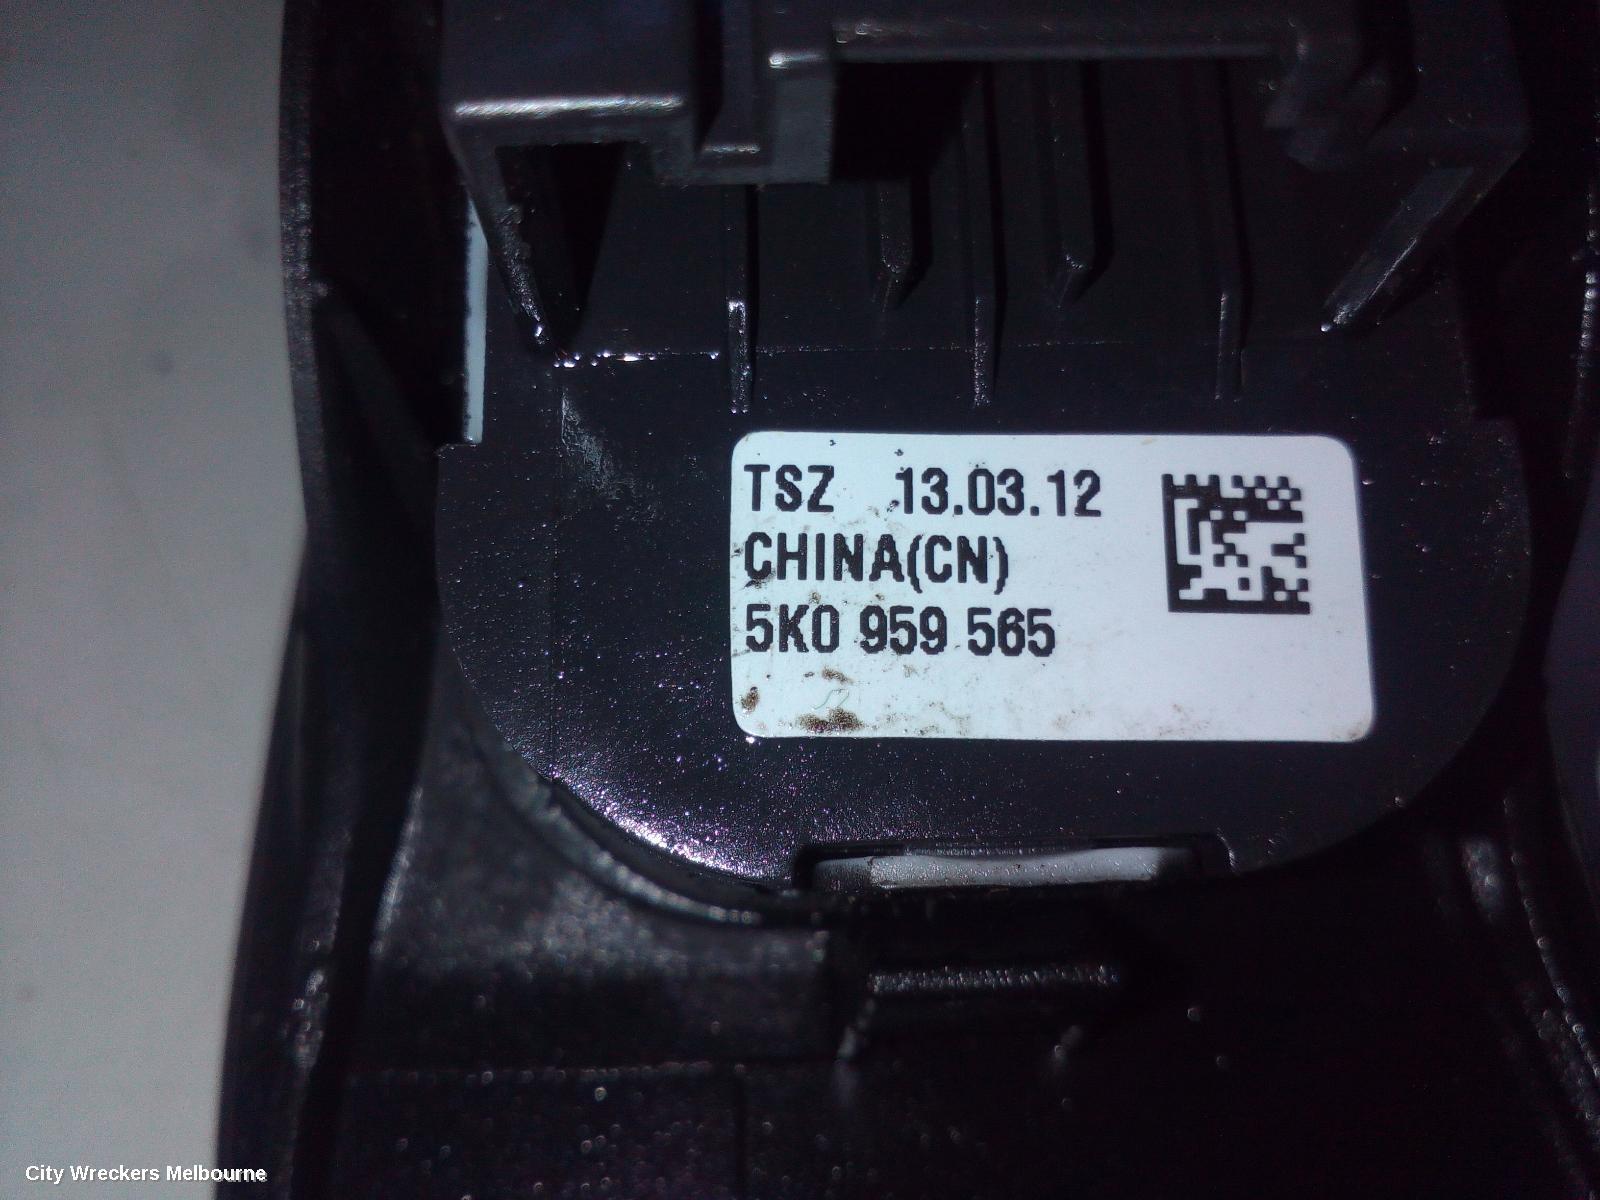 TSZ 13.03.12
CHINA(CN)
5K0 959 565
City Wreckers Melbourne